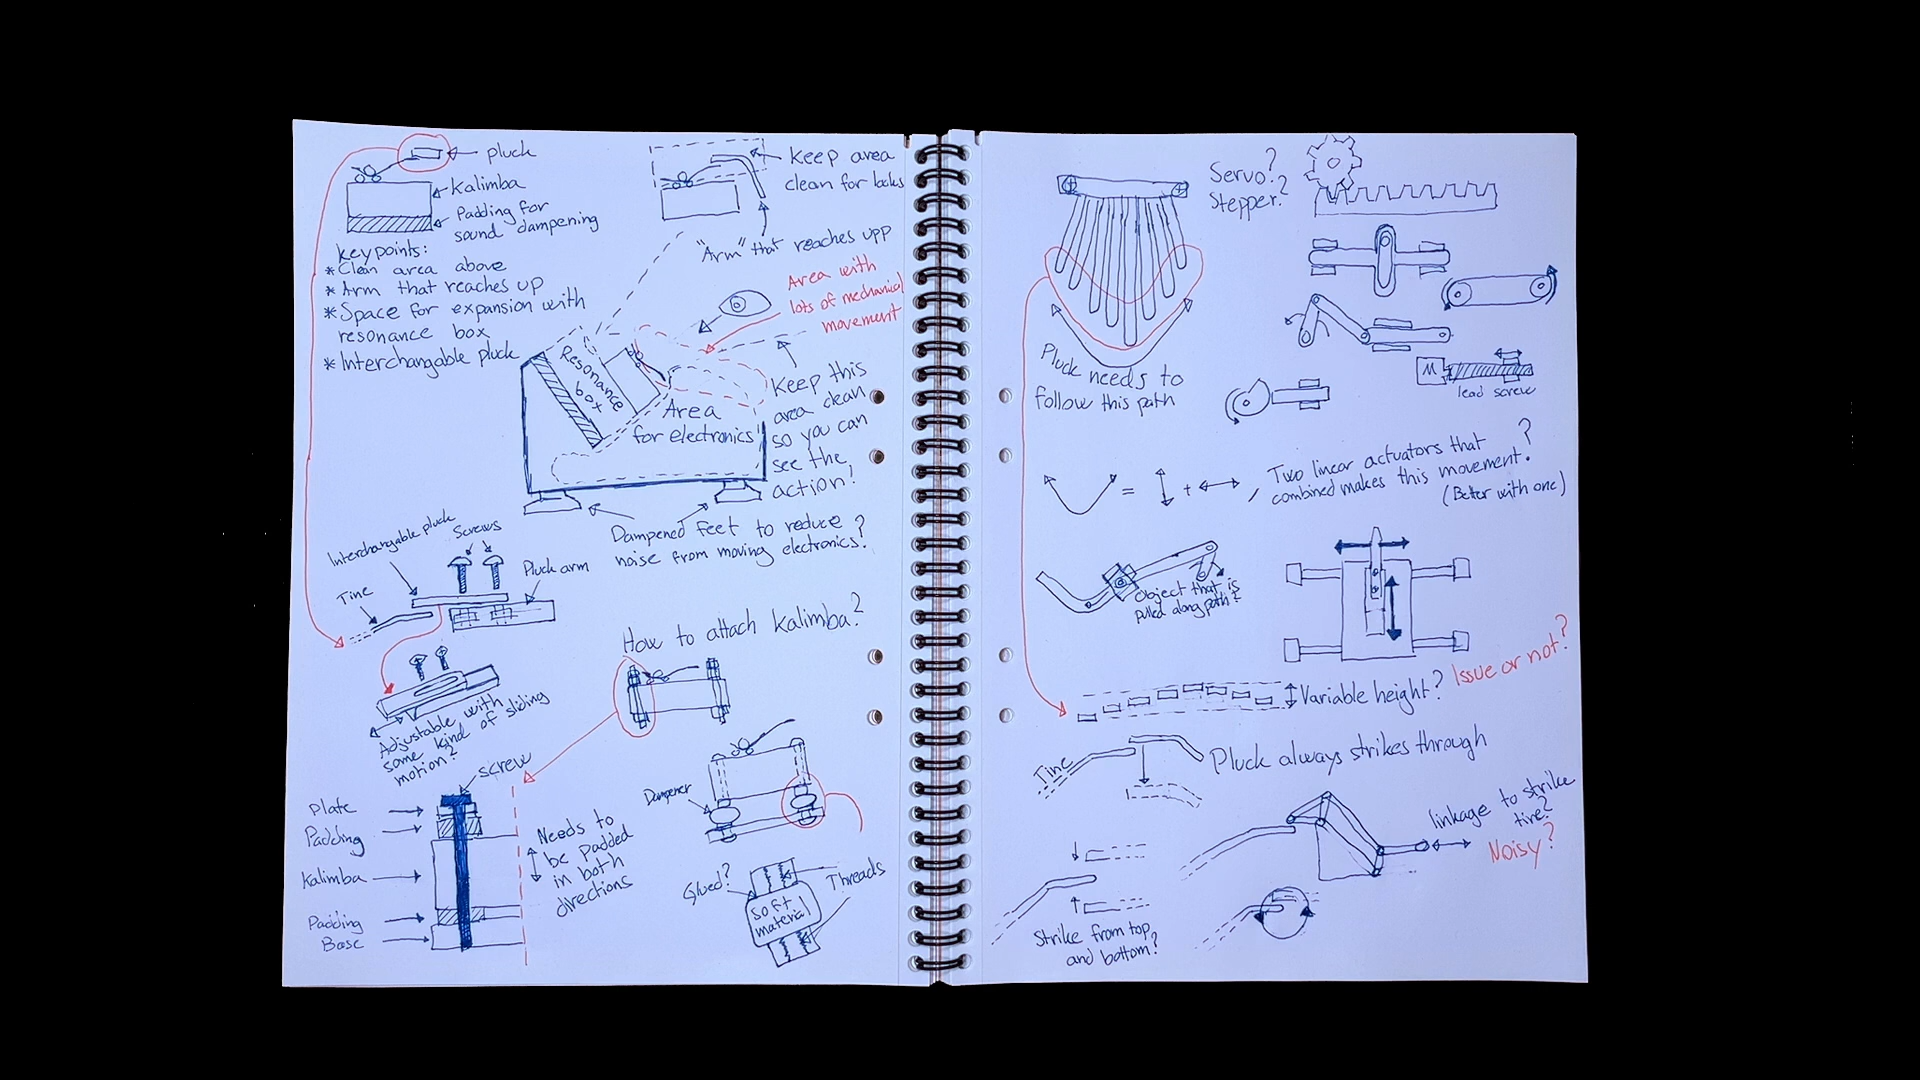 pluck
Kalimba
Padding for
sound dampening
Key points:
* Clean area above
* Arm that reaches up
* Space for expansion with
resonance box
* Interchangable pluck
Keep area
clean for looks
"Arm" that reaches upp
Area with
lots of mechanical
movement
Resonance
box
Area
for electronics
Keep this
area clean
so you can
see the
action!
Dampened feet to reduce
noise from moving electronics?
Interchangable pluck
Screws
Pluck arm
Tine
Adjustable with
some kind of sliding
motion?
How to attach Kalimba?
screw
Plate
Padding
Kalimba
Padding
Base
Needs to
be padded
in both
directions
Dampener
Glued?
Threads
Soft
material
Servo?
Stepper?
Pluck needs to
follow this path
M
lead screw
= + , Two linear actuators that
combined makes this movement?
(Better with one)
Object that is
pulled along path?
Variable height? Issue or not?
Tine
Pluck always strikes through
linkage to strike
tine?
Noisy?
Strike from top
and bottom?